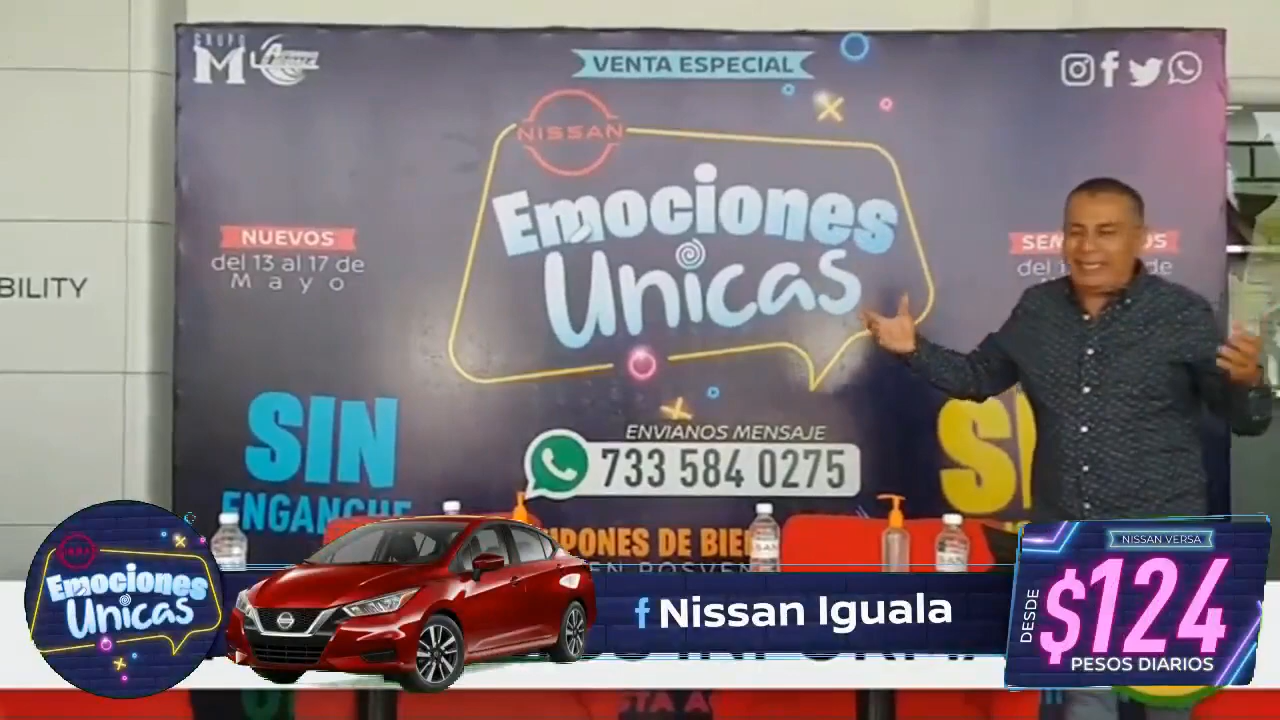 GRUPO
M
VENTA ESPECIAL
NISSAN
Emociones
Unicas
NUEVOS
del 13 al 17 de
Mayo
BILITY
SIN
ENGANCHE
ENVIANOS MENSAJE
733 584 0275
Emociones
Unicas
f Nissan Iguala
NISSAN VERSA
DESDE
$124
PESOS DIARIOS